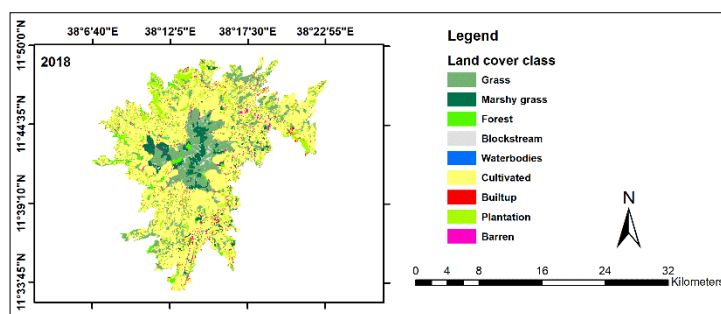 38°6'40"E 38°12'5"E 38°17'30"E 38°22'55"E
11°50'0"N
11°44'35"N
11°39'10"N
11°33'45"N
2018
Legend
Land cover class
Grass
Marshy grass
Forest
Blockstream
Waterbodies
Cultivated
Builtup
Plantation
Barren
N
0 4 8 16 24 32
Kilometers